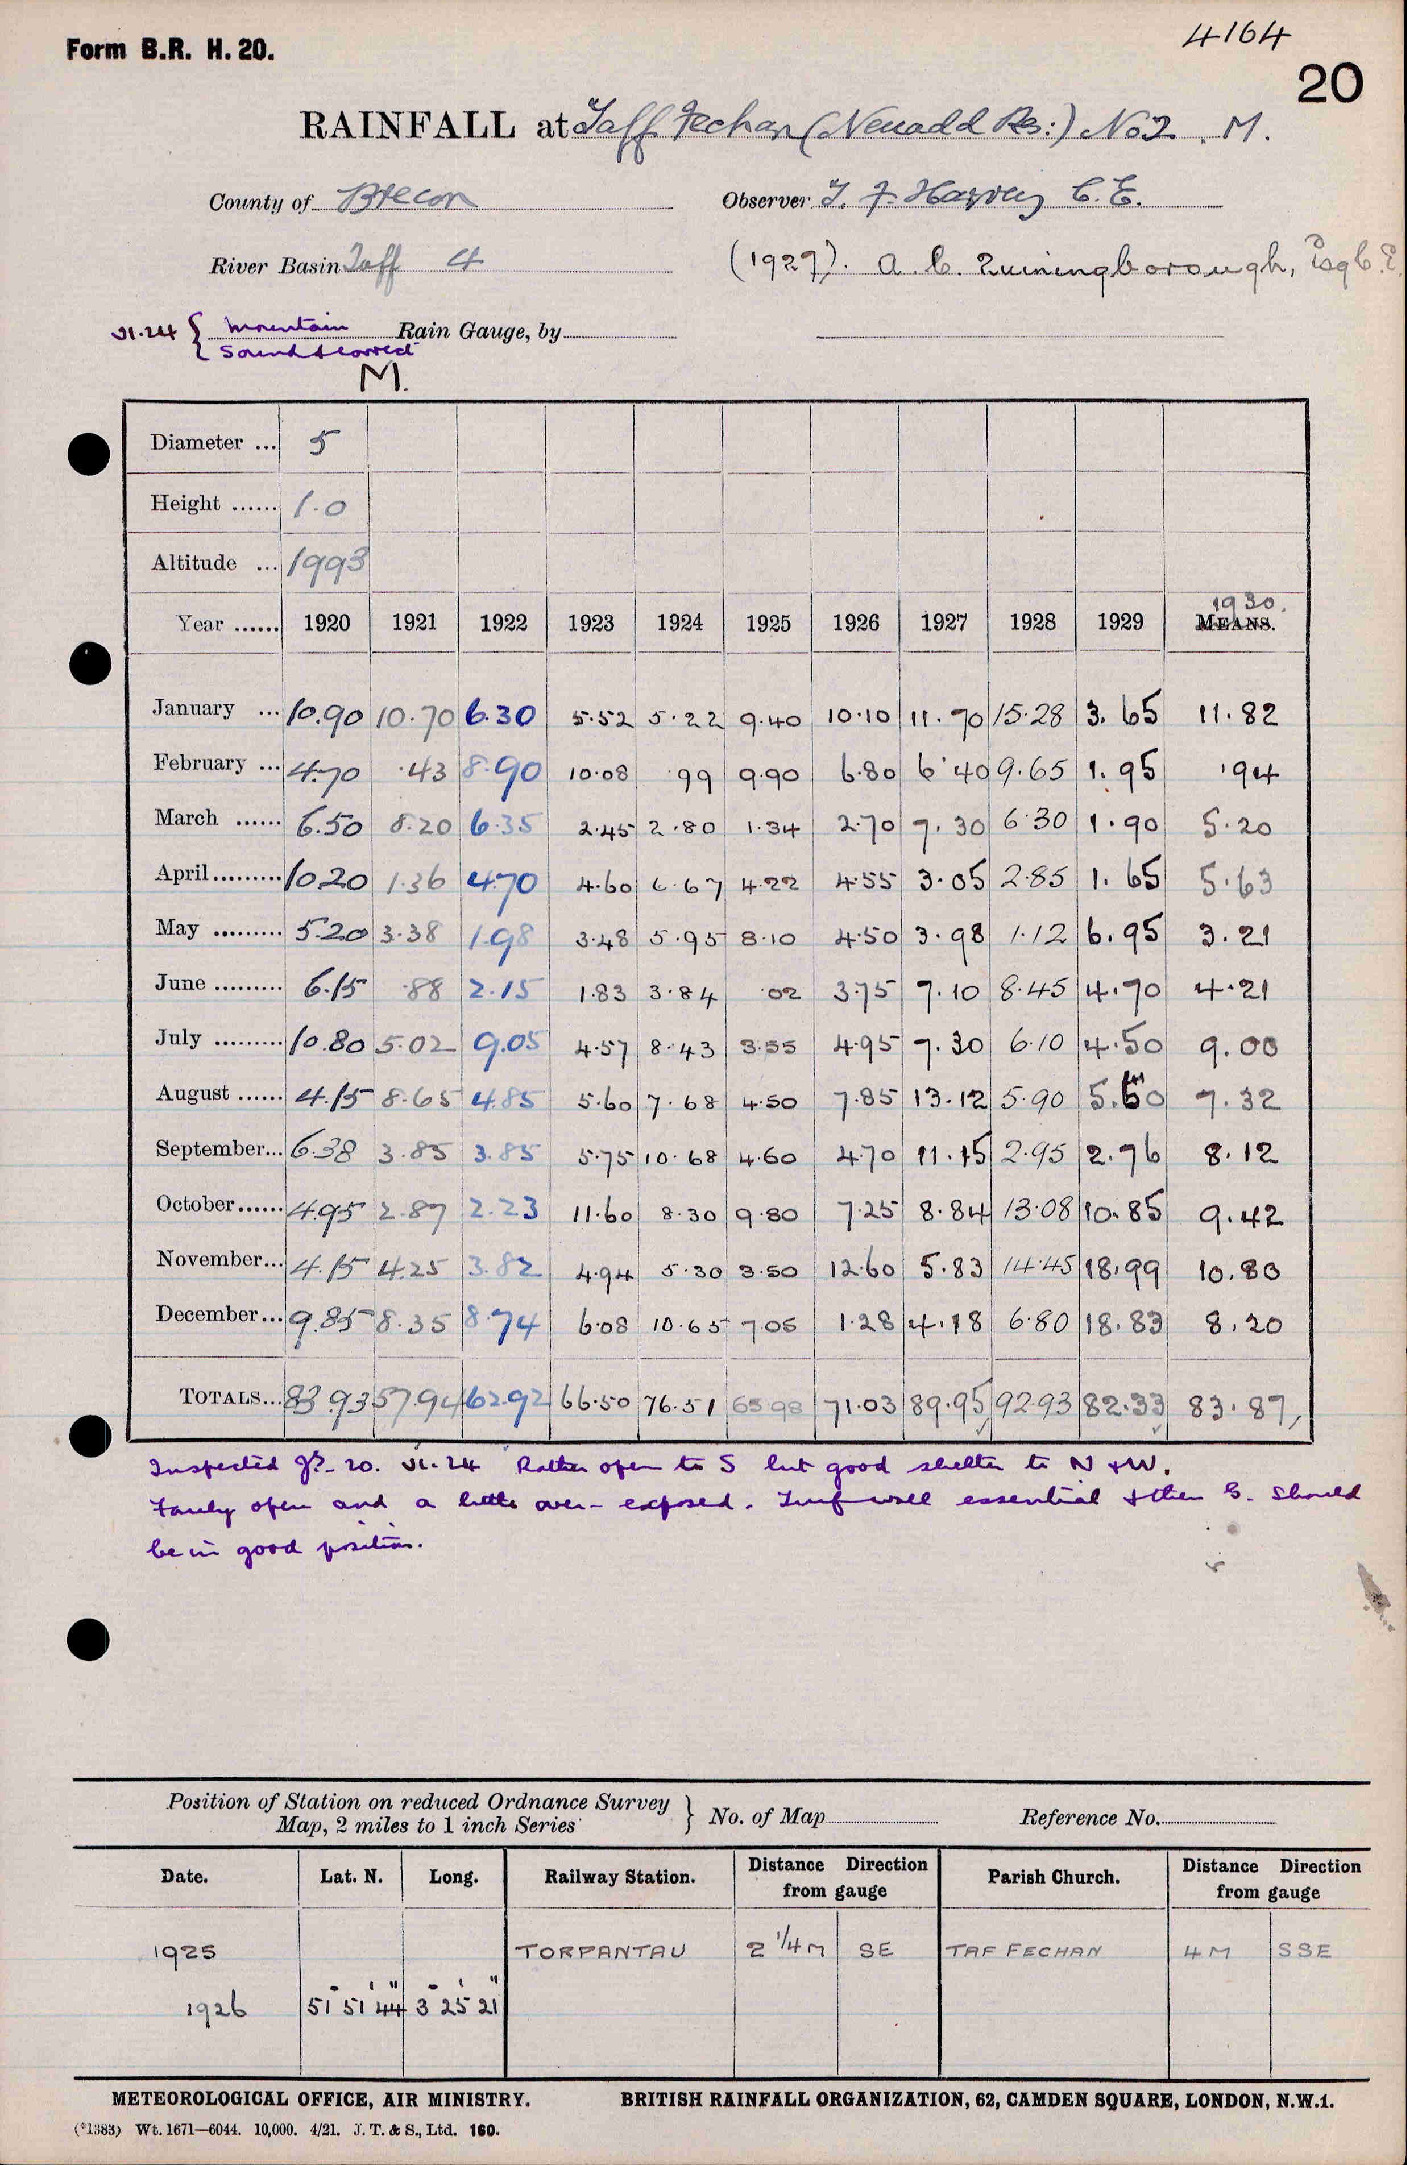 Form B.R. H. 20.
4164
20
RAINFALL at Taff Fechan (Neuadd Res:) No 2. M.
County of Brecon Observer T. F. Harvey C.E.
River Basin Taff 4 (1927). A. C. Quiningborough, Esq C.E.
VI.24 { Mountain Rain Gauge, by
Sound & correct
M.
Diameter ... 5
Height ...... 1.0
Altitude ... 1993
Year ...... 1920 1921 1922 1923 1924 1925 1926 1927 1928 1929 1930. MEANS.
January ... 10.90 10.70 6.30 5.52 5.22 9.40 10.10 11.70 15.28 3.65 11.82
February ... 4.70 .43 8.90 10.08 .99 9.90 6.80 6.40 9.65 1.95 .94
March ...... 6.50 8.20 6.35 2.45 2.80 1.34 2.70 7.30 6.30 1.90 5.20
April......... 10.20 1.36 4.70 4.60 6.67 4.22 4.55 3.05 2.85 1.65 5.63
May ......... 5.20 3.38 1.98 3.48 5.95 8.10 4.50 3.98 1.12 6.95 3.21
June ......... 6.15 .88 2.15 1.83 3.84 .02 3.75 7.10 8.45 4.70 4.21
July ......... 10.80 5.02 9.05 4.57 8.43 3.55 4.95 7.30 6.10 4.50 9.00
August ...... 4.15 8.65 4.85 5.60 7.68 4.50 7.85 13.12 5.90 5.60 7.32
September... 6.38 3.85 3.85 5.75 10.68 4.60 4.70 11.15 2.95 2.76 8.12
October...... 4.95 2.87 2.23 11.60 8.30 9.80 7.25 8.84 13.08 10.85 9.42
November... 4.15 4.25 3.82 4.94 5.30 3.50 12.60 5.83 14.45 18.99 10.80
December... 9.85 8.35 8.74 6.08 10.65 7.05 1.28 4.18 6.80 18.83 8.20
TOTALS... 83.93 57.94 62.92 66.50 76.51 65.98 71.03 89.95 92.93 82.33 83.87
Inspected VI.24 Rather open to S but good shelter to N & W.
Fairly open and a little over-exposed. Turf wall essential & then G. should
be in good position.
Position of Station on reduced Ordnance Survey
Map, 2 miles to 1 inch Series } No. of Map Reference No.
Date. Lat. N. Long. Railway Station. Distance Direction from gauge Parish Church. Distance Direction from gauge
1925 TORPANTAU 2 1/4 M SE TAF FECHAN 4 M SSE
1926 51° 51' 44" 3° 25' 21"
METEOROLOGICAL OFFICE, AIR MINISTRY. BRITISH RAINFALL ORGANIZATION, 62, CAMDEN SQUARE, LONDON, N.W.1.
(*1383) Wt. 1671—6044. 10,000. 4/21. J. T. & S., Ltd. 160.